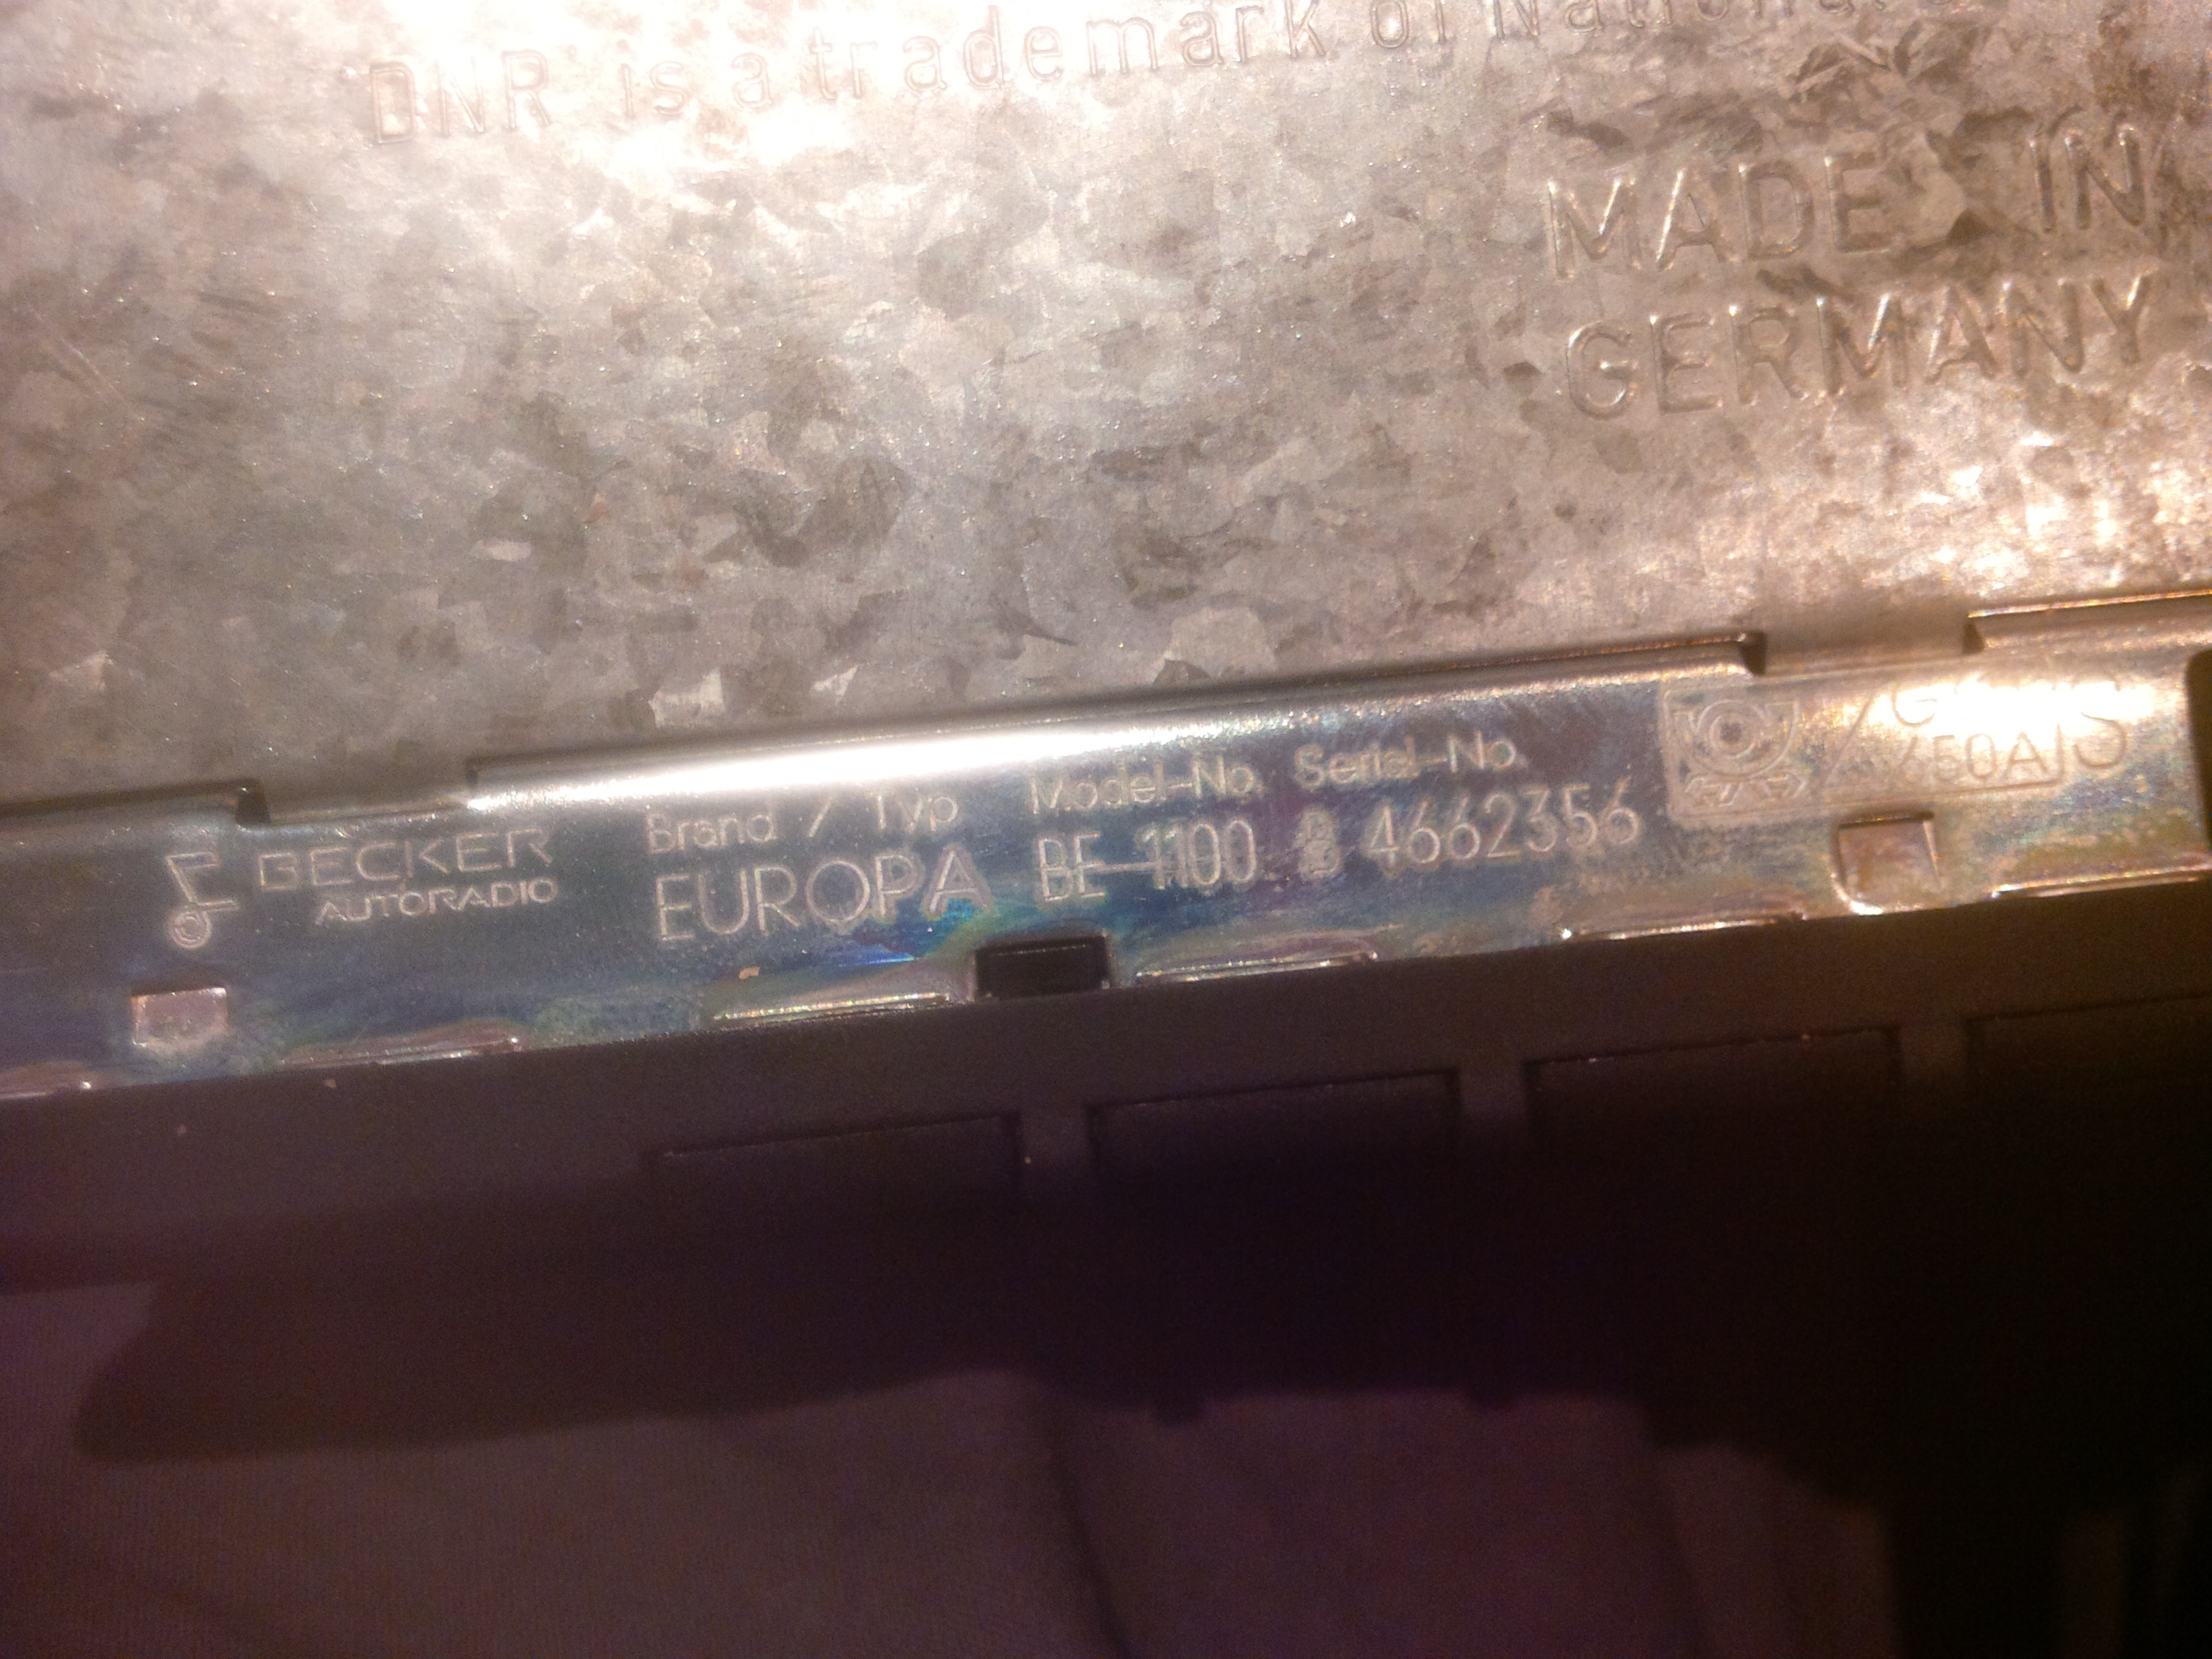 DNR is a trademark of National
MADE IN
GERMANY
BECKER
AUTORADIO
Brand / Typ Model-No. Serial-No.
EUROPA BE 1100 4662356